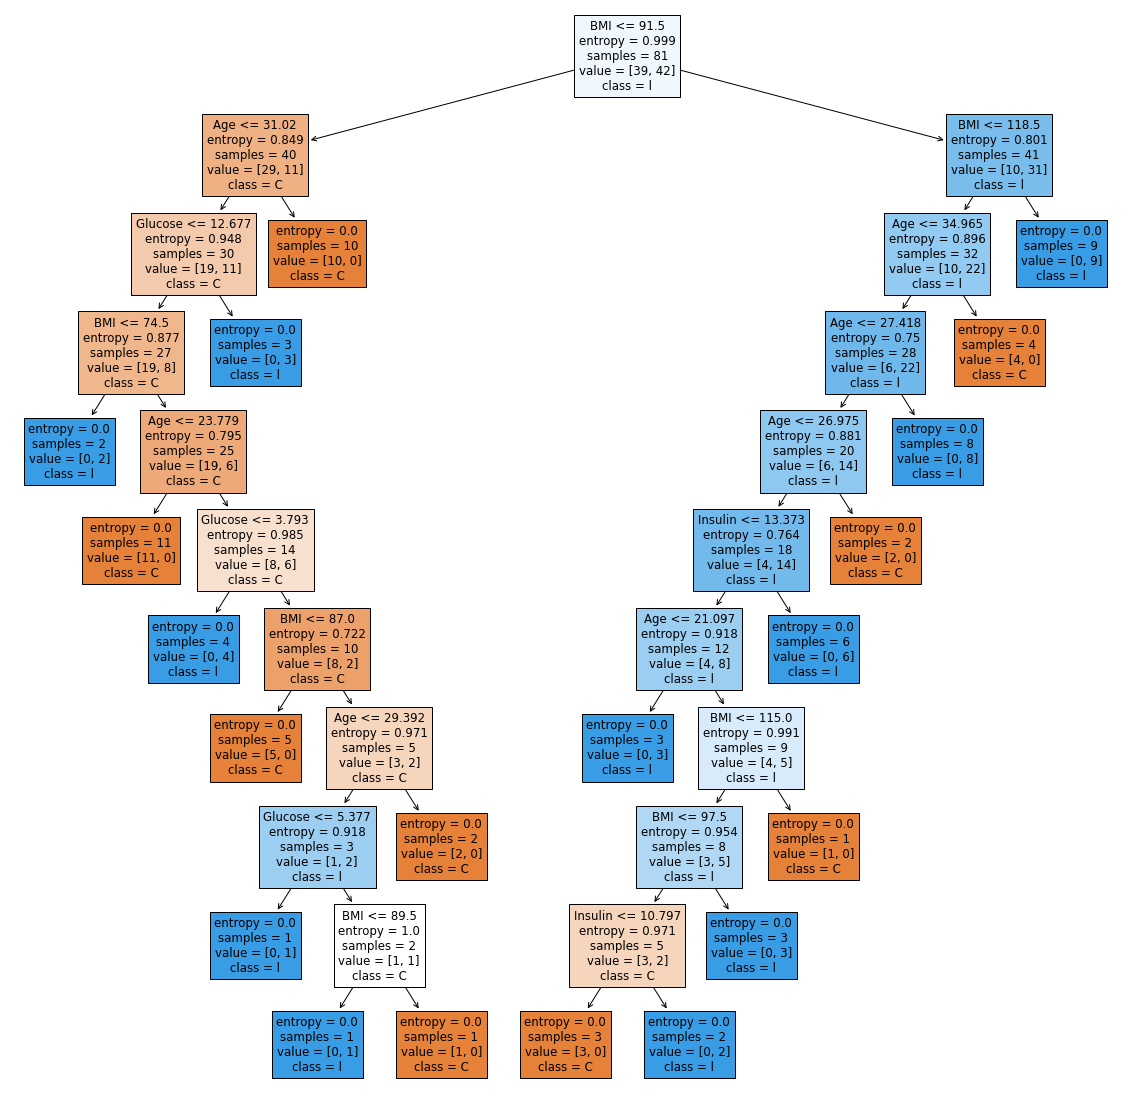 BMI <= 91.5
entropy = 0.999
samples = 81
value = [39, 42]
class = l
Age <= 31.02
entropy = 0.849
samples = 40
value = [29, 11]
class = C
BMI <= 118.5
entropy = 0.801
samples = 41
value = [10, 31]
class = l
Glucose <= 12.677
entropy = 0.948
samples = 30
value = [19, 11]
class = C
entropy = 0.0
samples = 10
value = [10, 0]
class = C
Age <= 34.965
entropy = 0.896
samples = 32
value = [10, 22]
class = l
entropy = 0.0
samples = 9
value = [0, 9]
class = l
BMI <= 74.5
entropy = 0.877
samples = 27
value = [19, 8]
class = C
entropy = 0.0
samples = 3
value = [0, 3]
class = l
Age <= 27.418
entropy = 0.75
samples = 28
value = [6, 22]
class = l
entropy = 0.0
samples = 4
value = [4, 0]
class = C
entropy = 0.0
samples = 2
value = [0, 2]
class = l
Age <= 23.779
entropy = 0.795
samples = 25
value = [19, 6]
class = C
Age <= 26.975
entropy = 0.881
samples = 20
value = [6, 14]
class = l
entropy = 0.0
samples = 8
value = [0, 8]
class = l
entropy = 0.0
samples = 11
value = [11, 0]
class = C
Glucose <= 3.793
entropy = 0.985
samples = 14
value = [8, 6]
class = C
Insulin <= 13.373
entropy = 0.764
samples = 18
value = [4, 14]
class = l
entropy = 0.0
samples = 2
value = [2, 0]
class = C
entropy = 0.0
samples = 4
value = [0, 4]
class = l
BMI <= 87.0
entropy = 0.722
samples = 10
value = [8, 2]
class = C
Age <= 21.097
entropy = 0.918
samples = 12
value = [4, 8]
class = l
entropy = 0.0
samples = 6
value = [0, 6]
class = l
entropy = 0.0
samples = 5
value = [5, 0]
class = C
Age <= 29.392
entropy = 0.971
samples = 5
value = [3, 2]
class = C
entropy = 0.0
samples = 3
value = [0, 3]
class = l
BMI <= 115.0
entropy = 0.991
samples = 9
value = [4, 5]
class = l
Glucose <= 5.377
entropy = 0.918
samples = 3
value = [1, 2]
class = l
entropy = 0.0
samples = 2
value = [2, 0]
class = C
BMI <= 97.5
entropy = 0.954
samples = 8
value = [3, 5]
class = l
entropy = 0.0
samples = 1
value = [1, 0]
class = C
entropy = 0.0
samples = 1
value = [0, 1]
class = l
BMI <= 89.5
entropy = 1.0
samples = 2
value = [1, 1]
class = C
Insulin <= 10.797
entropy = 0.971
samples = 5
value = [3, 2]
class = C
entropy = 0.0
samples = 3
value = [0, 3]
class = l
entropy = 0.0
samples = 1
value = [0, 1]
class = l
entropy = 0.0
samples = 1
value = [1, 0]
class = C
entropy = 0.0
samples = 3
value = [3, 0]
class = C
entropy = 0.0
samples = 2
value = [0, 2]
class = l